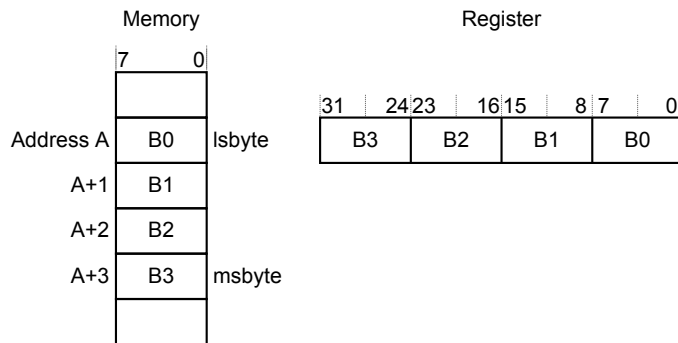 Memory
Register
7 0
31 24 23 16 15 8 7 0
Address A B0 lsbyte
B3 B2 B1 B0
A+1 B1
A+2 B2
A+3 B3 msbyte